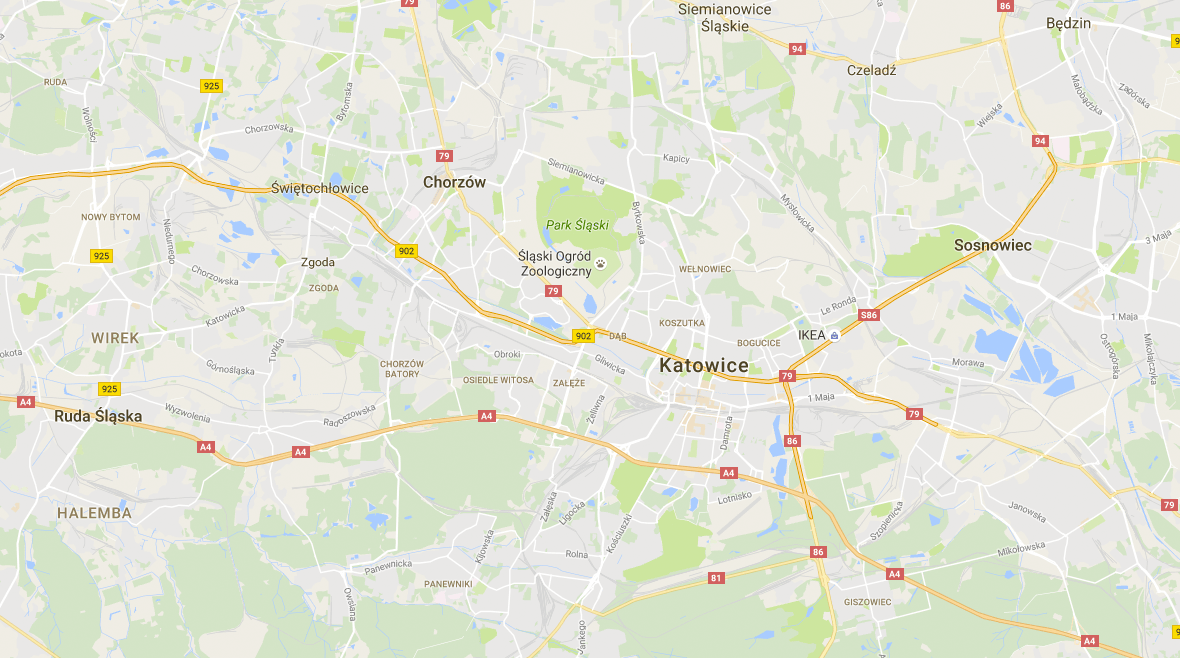 79
86
Siemianowice
Śląskie
Będzin
94
Czeladź
RUDA
925
Bytomska
Małobądzka
Zagórska
Wolności
Wiejska
Chorzowska
94
79
Siemianowicka
Kapicy
Chorzów
Świętochłowice
Mysłowicka
NOWY BYTOM
Park Śląski
Bytkowska
Niedurnego
Sosnowiec
3 Maja
902
925
Zgoda
Śląski Ogród
Zoologiczny
WEŁNOWIEC
Chorzowska
ZGODA
79
Le Ronda
S86
1 Maja
Katowicka
KOSZUTKA
WIREK
902
DĄB
IKEA
BOGUCICE
Ostrogórska
Mikołajczyka
Tunkla
Obroki
Gliwicka
Katowice
Morawa
Górnośląska
CHORZÓW
BATORY
OSIEDLE WITOSA
ZAŁĘŻE
79
925
1 Maja
A4
Wyzwolenia
Radoszowska
Żeliwna
79
Ruda Śląska
A4
Damrota
A4
A4
86
A4
Lotnisko
79
HALEMBA
Załęska
Ligocka
Kościuszki
Szopienicka
Janowska
Kijowska
Rolna
86
Mikołowska
Panewnicka
81
A4
PANEWNIKI
Owsiana
GISZOWIEC
Jankego
A4